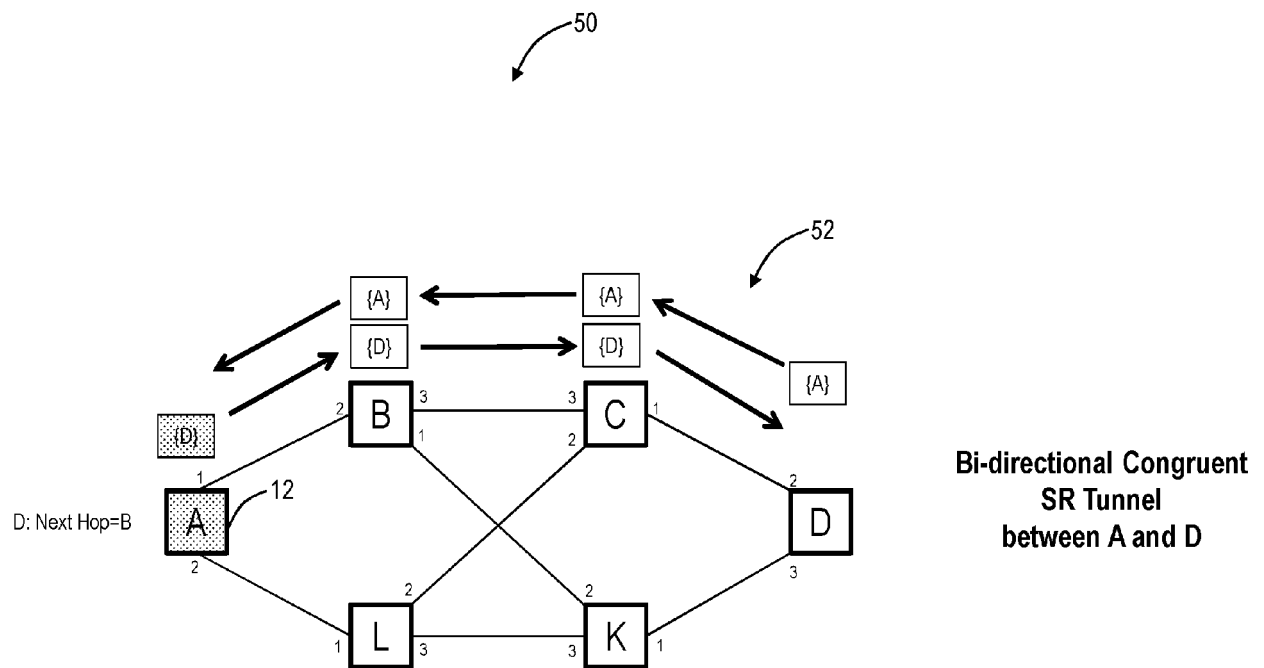 50
52
{A}
{A}
{D}
{D}
{A}
{D}
2 B 3
3 C 1
1
2
1
12
2
D: Next Hop=B
A
D
Bi-directional Congruent
SR Tunnel
between A and D
2
3
2
2
1 L 3
3 K 1